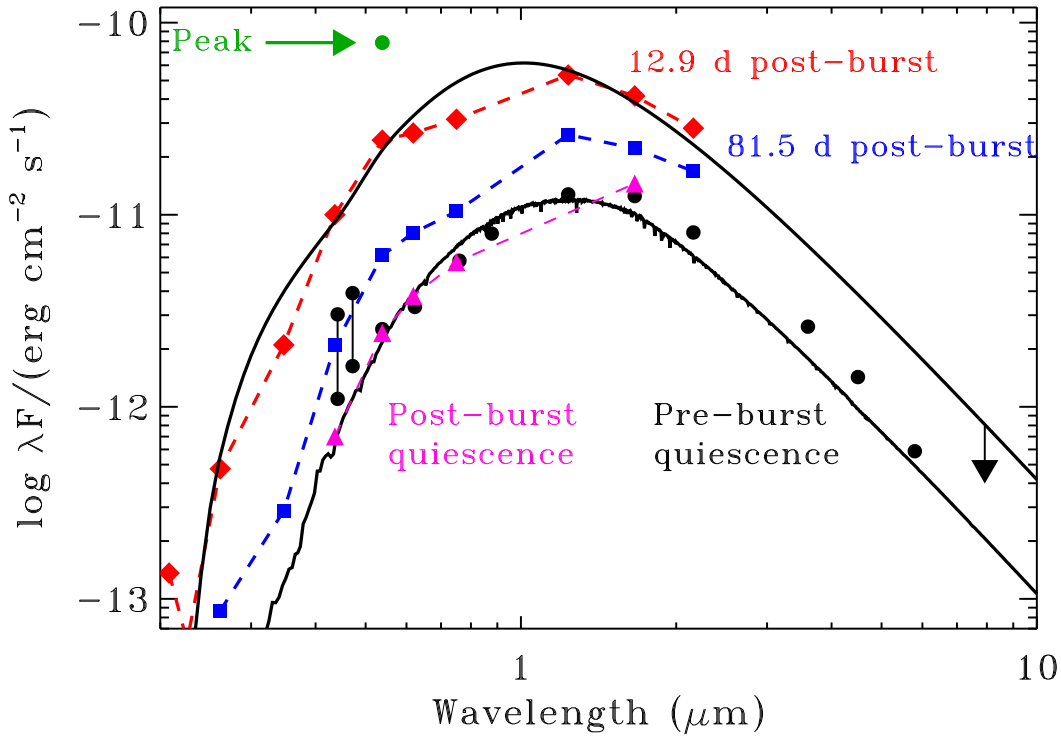 −10
Peak
12.9 d post−burst
81.5 d post−burst
−11
log λF/(erg cm⁻² s⁻¹)
−12
Post−burst
quiescence
Pre−burst
quiescence
−13
1
10
Wavelength (μm)